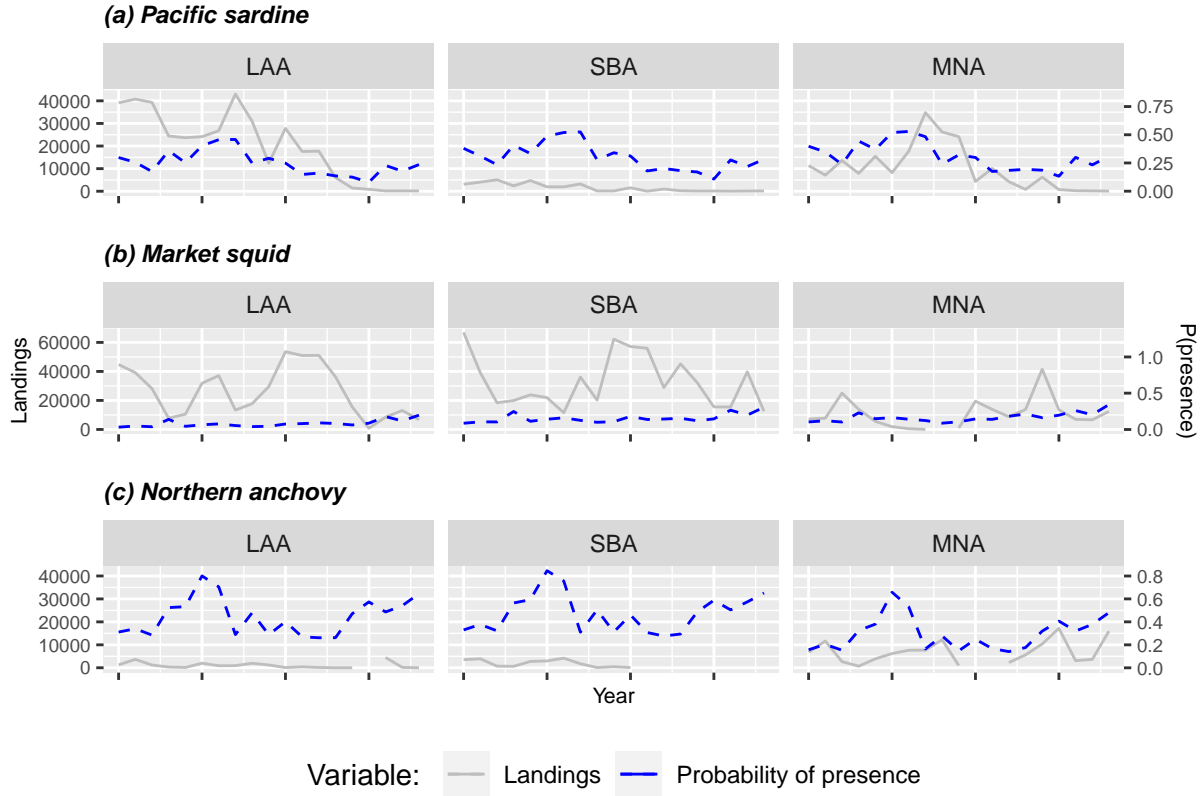 (a) Pacific sardine
LAA SBA MNA
40000
30000
20000
10000
0
0.75
0.50
0.25
0.00
(b) Market squid
LAA SBA MNA
60000
40000
20000
0
1.0
0.5
0.0
Landings
P(presence)
(c) Northern anchovy
LAA SBA MNA
40000
30000
20000
10000
0
0.8
0.6
0.4
0.2
0.0
Year
Variable: Landings Probability of presence